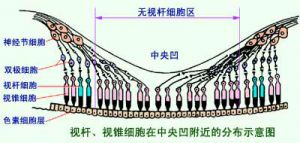 无视杆细胞区
中央凹
神经节细胞
双极细胞
视杆细胞
视锥细胞
色素细胞层
视杆、视锥细胞在中央凹附近的分布示意图